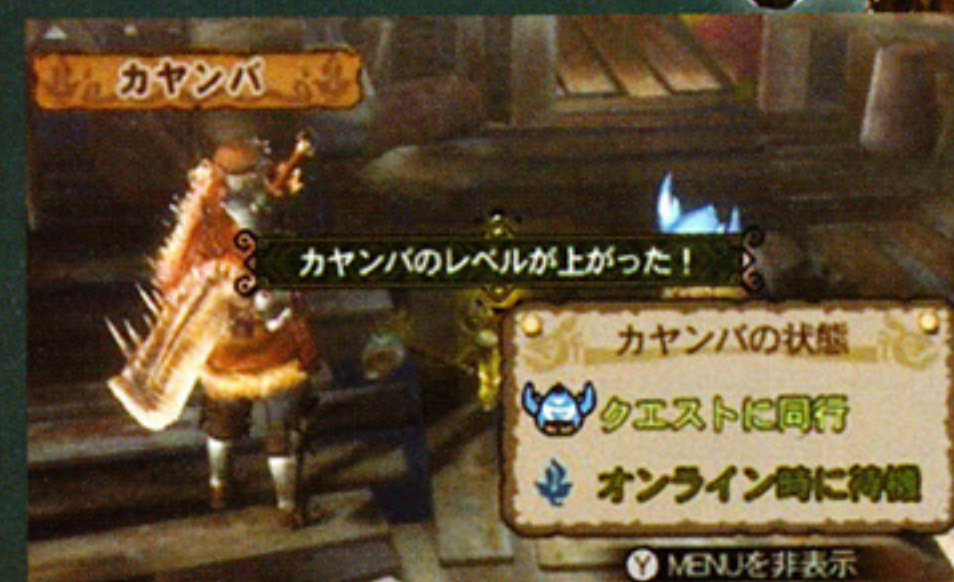 カヤンバ
カヤンバのレベルが上がった！
カヤンバの状態
クエストに同行
オンライン時に待機
Ⓨ MENUを非表示